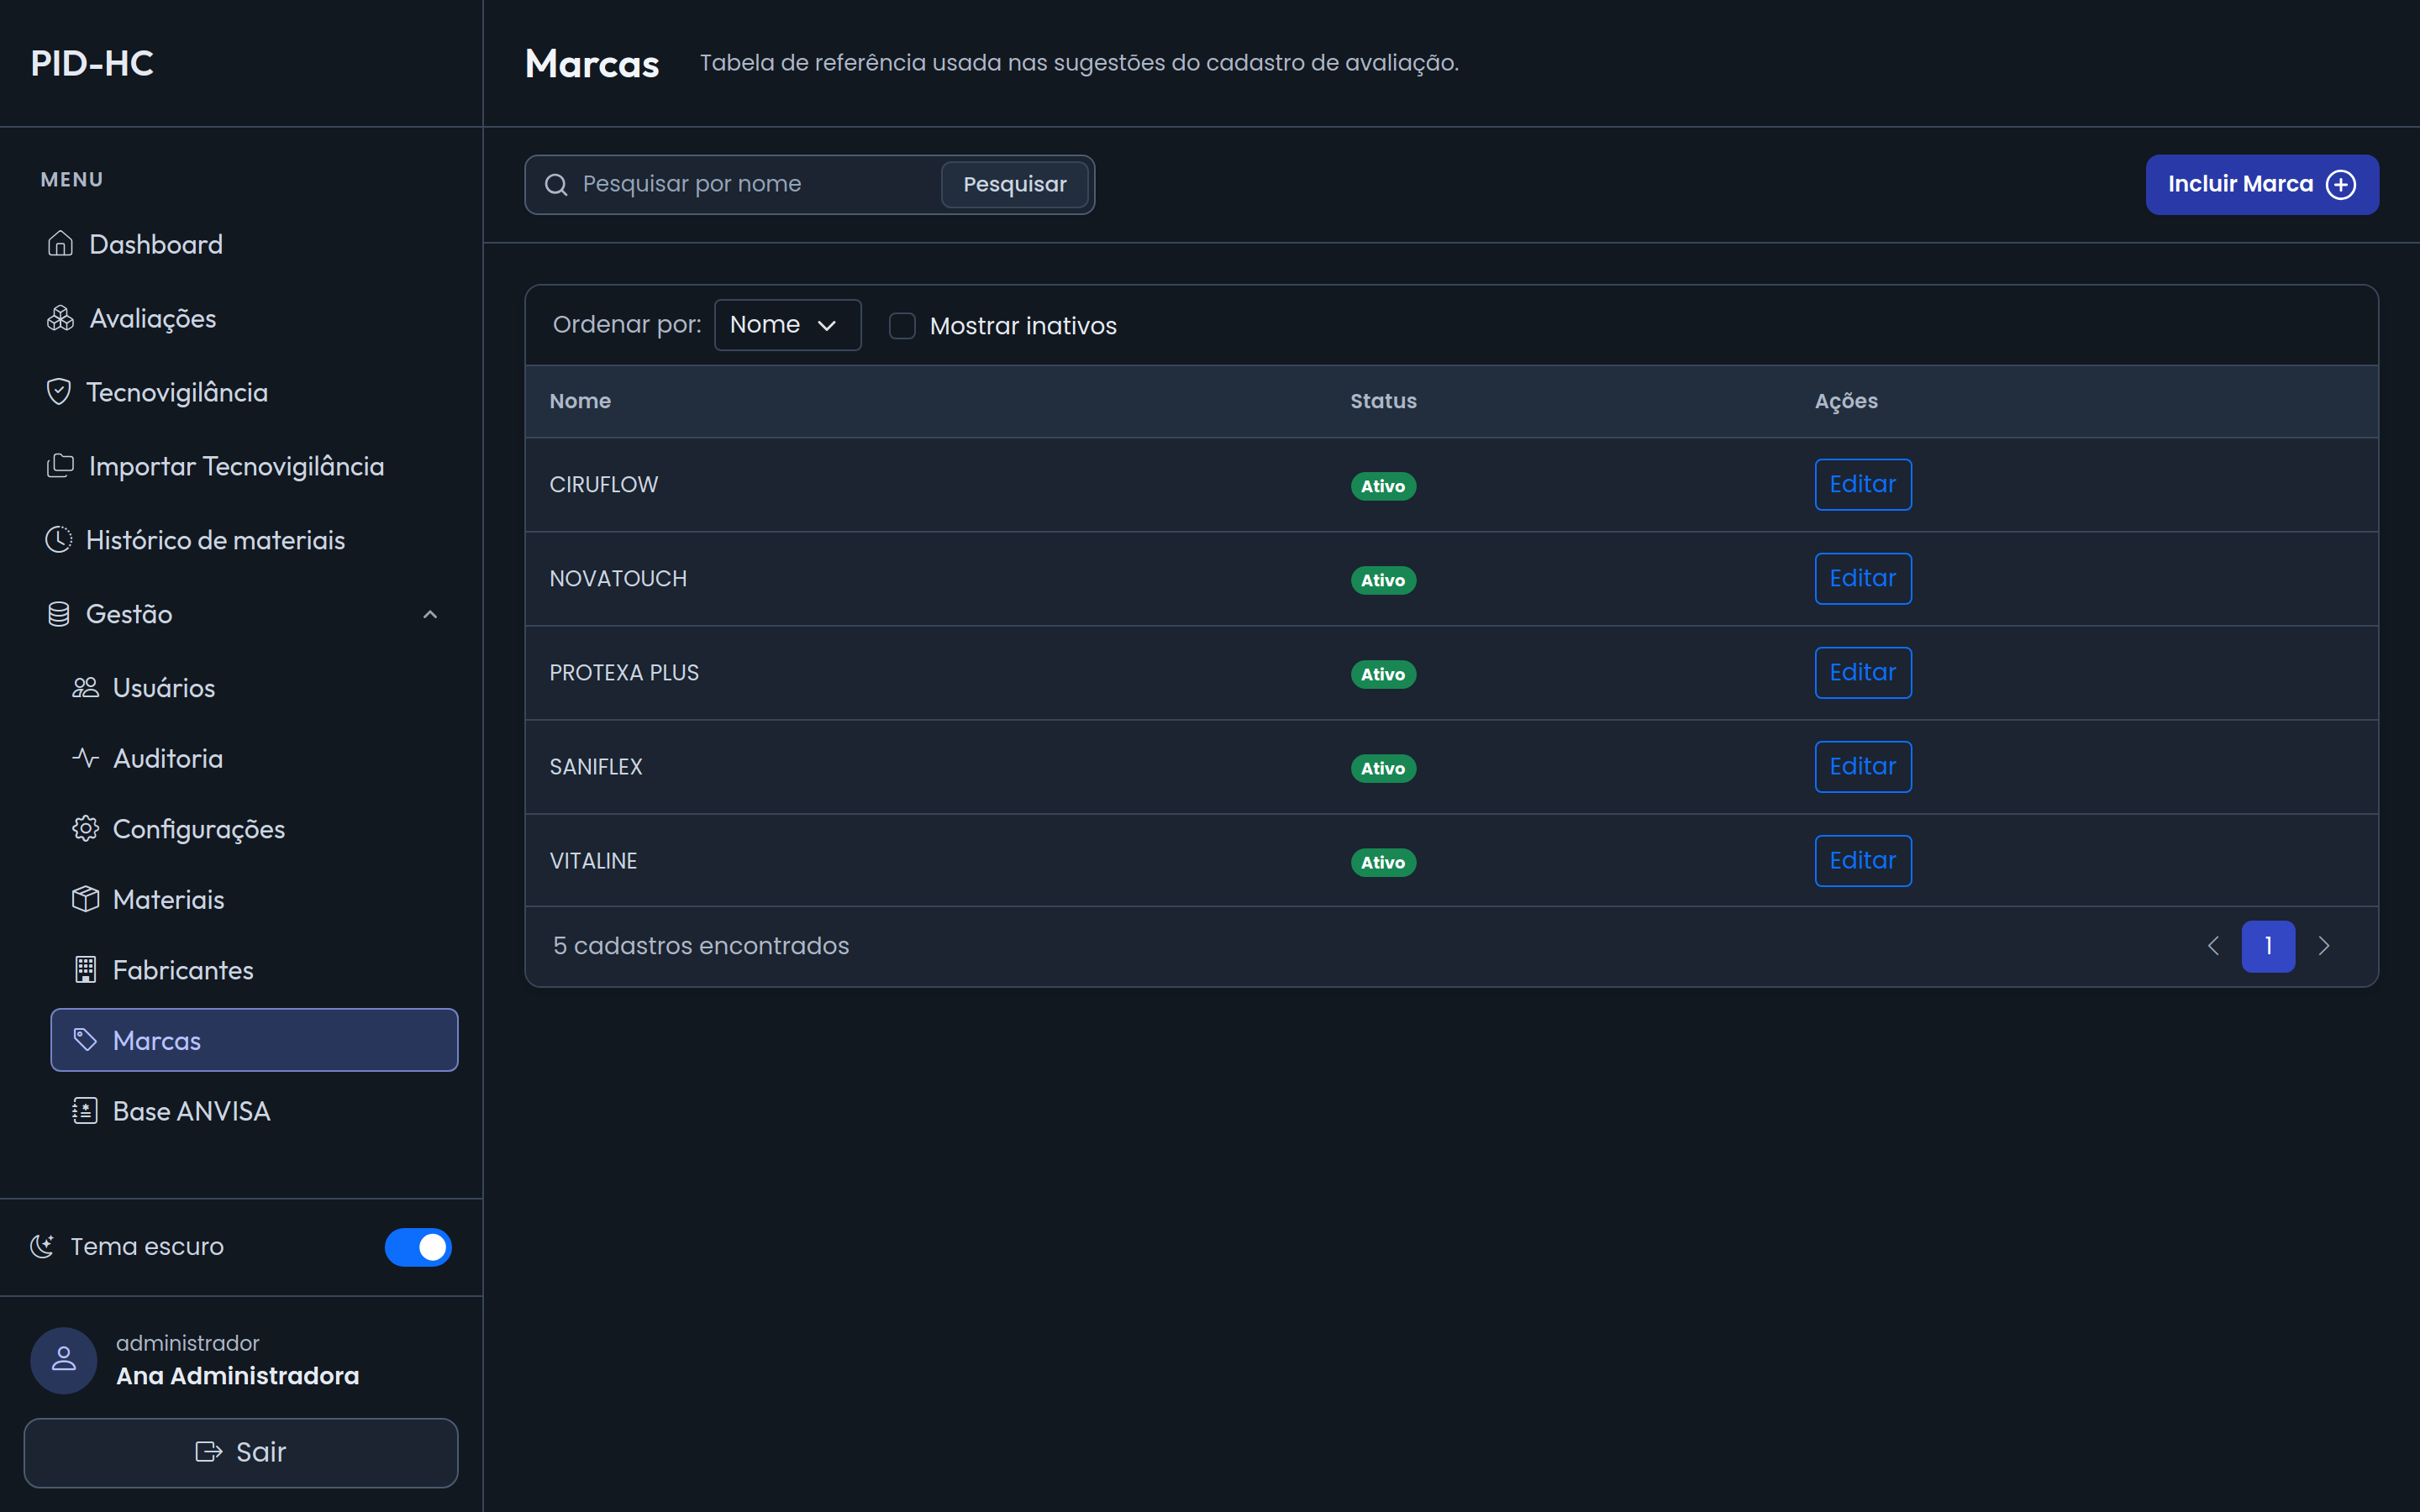 PID-HC
MENU
Dashboard
Avaliações
Tecnovigilância
Importar Tecnovigilância
Histórico de materiais
Gestão
Usuários
Auditoria
Configurações
Materiais
Fabricantes
Marcas
Base ANVISA
Tema escuro
administrador
Ana Administradora
Sair
Marcas Tabela de referência usada nas sugestões do cadastro de avaliação.
Pesquisar por nome Pesquisar Incluir Marca
Ordenar por: Nome Mostrar inativos
Nome Status Ações
CIRUFLOW Ativo Editar
NOVATOUCH Ativo Editar
PROTEXA PLUS Ativo Editar
SANIFLEX Ativo Editar
VITALINE Ativo Editar
5 cadastros encontrados 1